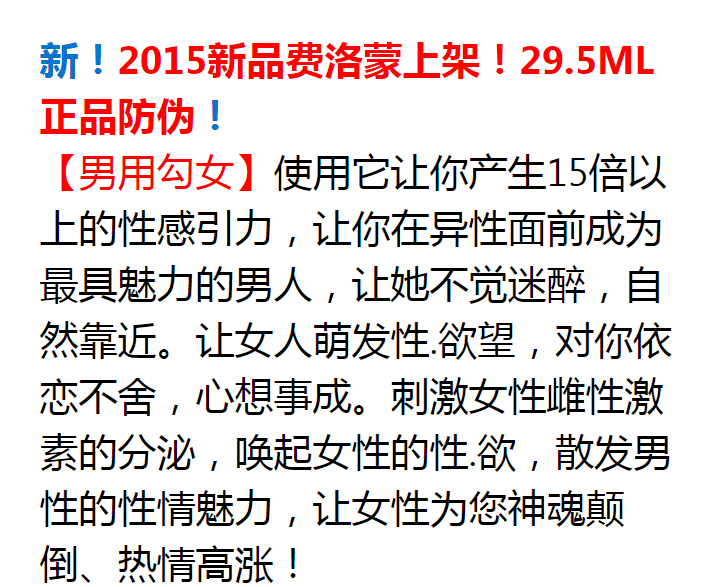 新！2015新品费洛蒙上架！29.5ML
正品防伪！
【男用勾女】使用它让你产生15倍以
上的性感引力，让你在异性面前成为
最具魅力的男人，让她不觉迷醉，自
然靠近。让女人萌发性.欲望，对你依
恋不舍，心想事成。刺激女性雌性激
素的分泌，唤起女性的性.欲，散发男
性的性情魅力，让女性为您神魂颠
倒、热情高涨！